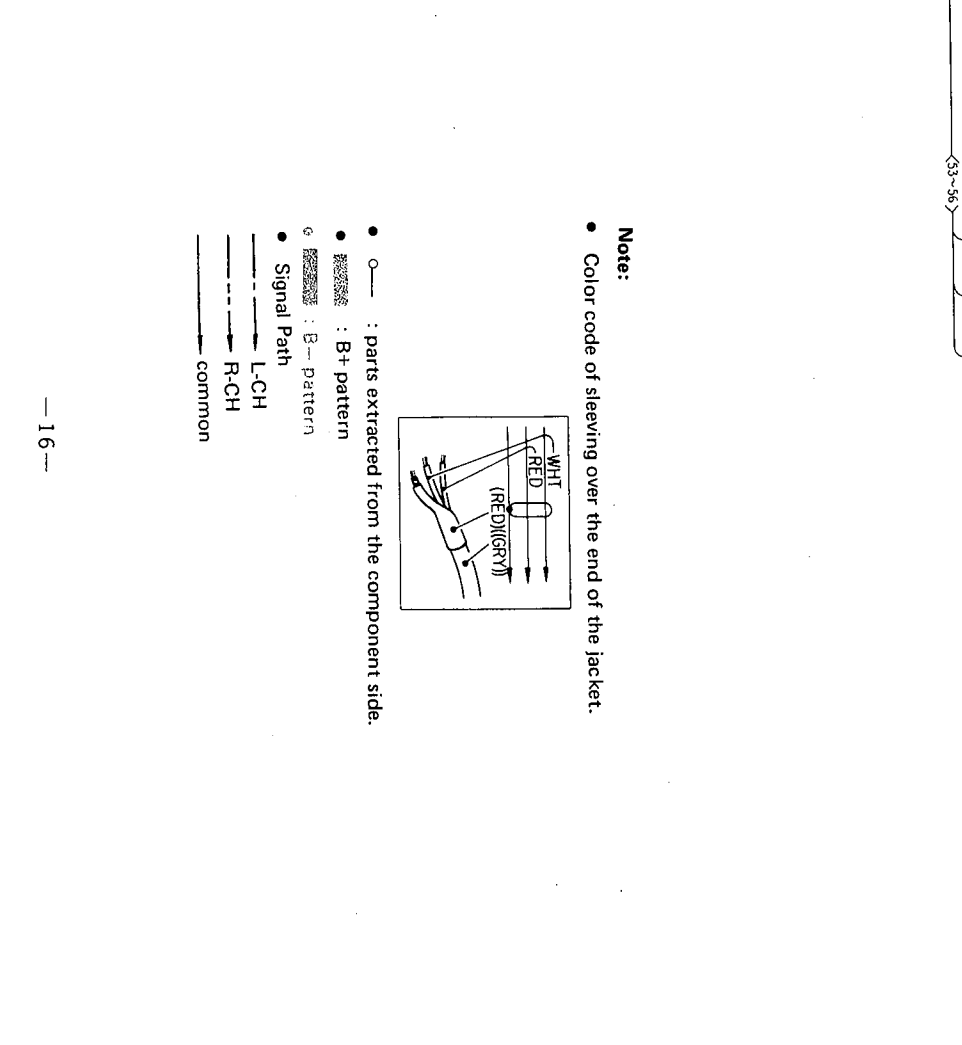 <53~56>
Note:
● Color code of sleeving over the end of the jacket.
WHT
RED
(RED)((GRY))
● : parts extracted from the component side.
● : B+ pattern
: B— pattern
● Signal Path
L-CH
R-CH
common
—16—